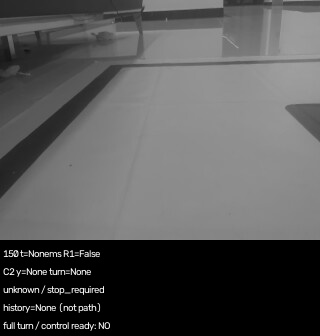 150 t=Nonems R1=False
C2 y=None turn=None
unknown / stop_required
history=None (not path)
full turn / control ready: NO